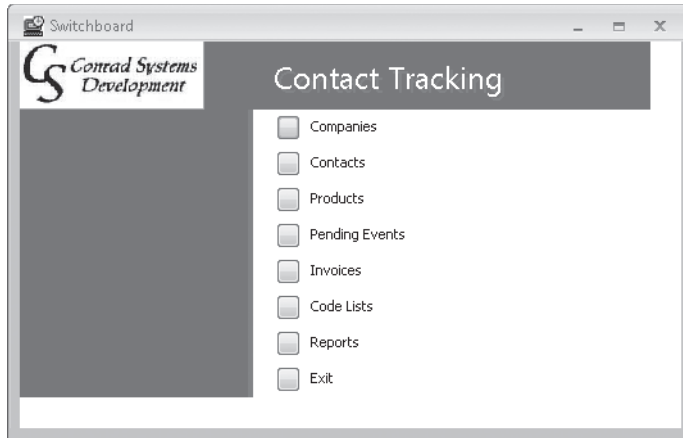 Switchboard
Conrad Systems
Development
Contact Tracking
Companies
Contacts
Products
Pending Events
Invoices
Code Lists
Reports
Exit